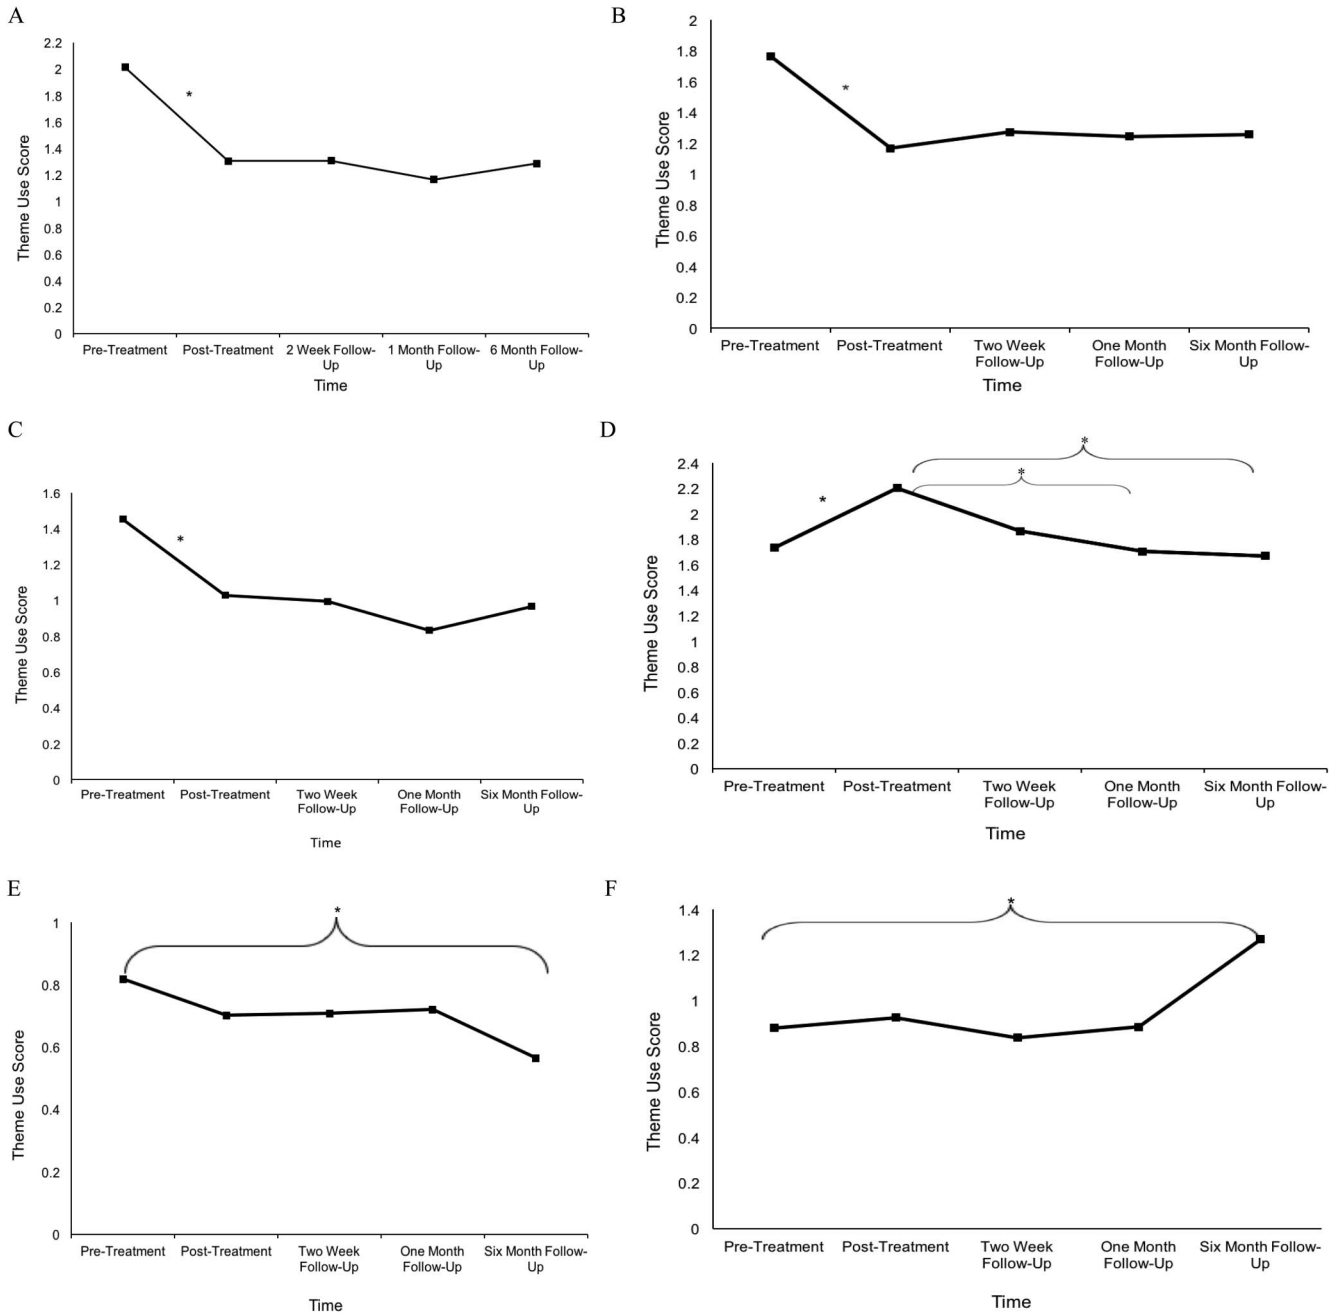 A
Theme Use Score
2.2
2
1.8
1.6
1.4
1.2
1
0.8
0.6
0.4
0.2
0
*
Pre-Treatment Post-Treatment 2 Week Follow- 1 Month Follow- 6 Month Follow-
Up Up Up
Time
B
Theme Use Score
2
1.8
1.6
1.4
1.2
1
0.8
0.6
0.4
0.2
0
*
Pre-Treatment Post-Treatment Two Week One Month Six Month Follow-
Follow-Up Follow-Up Up
Time
C
Theme Use Score
1.6
1.4
1.2
1
0.8
0.6
0.4
0.2
0
*
Pre-Treatment Post-Treatment Two Week One Month Six Month Follow-
Follow-Up Follow-Up Up
Time
D
Theme Use Score
2.4
2.2
2
1.8
1.6
1.4
1.2
1
0.8
0.6
0.4
0.2
0
*
*
*
Pre-Treatment Post-Treatment Two Week One Month Six Month Follow-
Follow-Up Follow-Up Up
Time
E
Theme Use Score
1
0.8
0.6
0.4
0.2
0
*
Pre-Treatment Post-Treatment Two Week One Month Six Month Follow-
Follow-Up Follow-Up Up
Time
F
Theme Use Score
1.4
1.2
1
0.8
0.6
0.4
0.2
0
*
Pre-Treatment Post-Treatment Two Week One Month Six Month Follow-
Follow-Up Follow-Up Up
Time